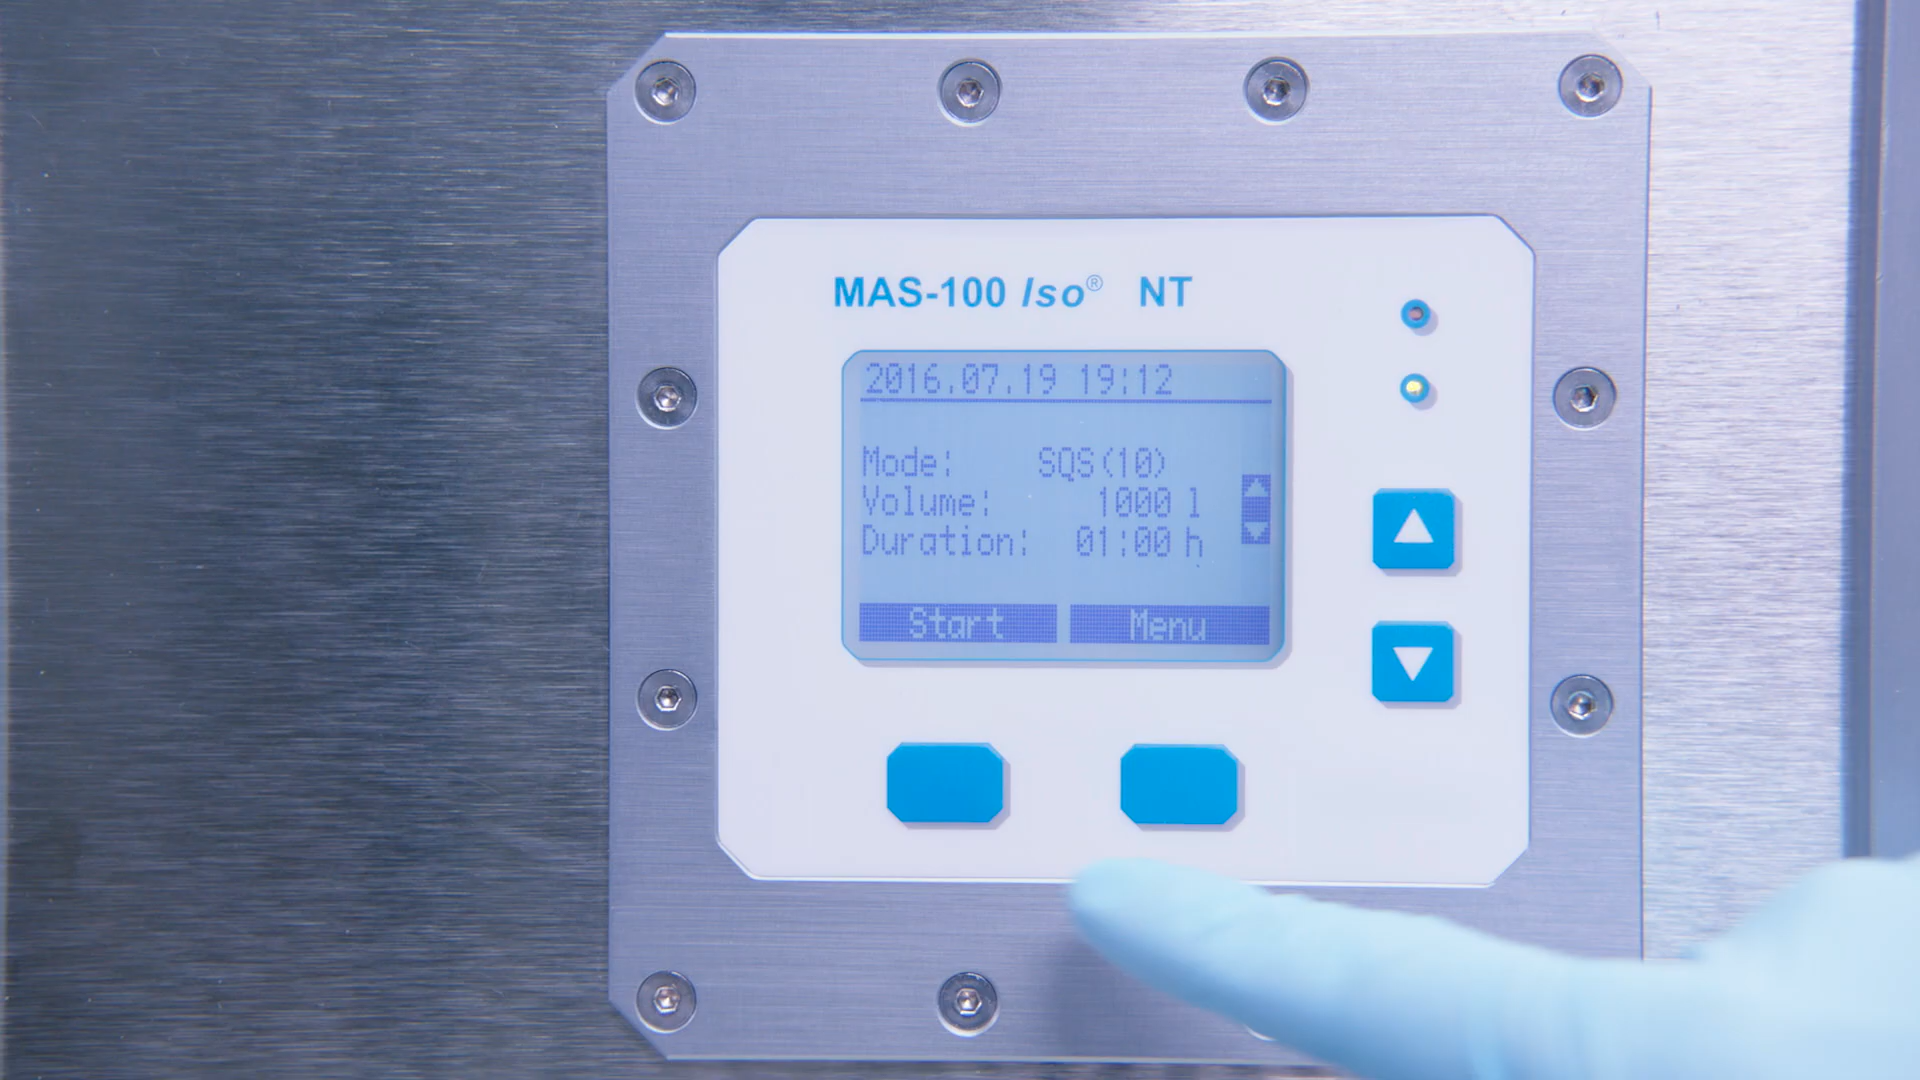 MAS-100 Iso® NT
2016.07.19 19:12
Mode: SQS(10)
Volume: 1000 l
Duration: 01:00 h
Start Menu